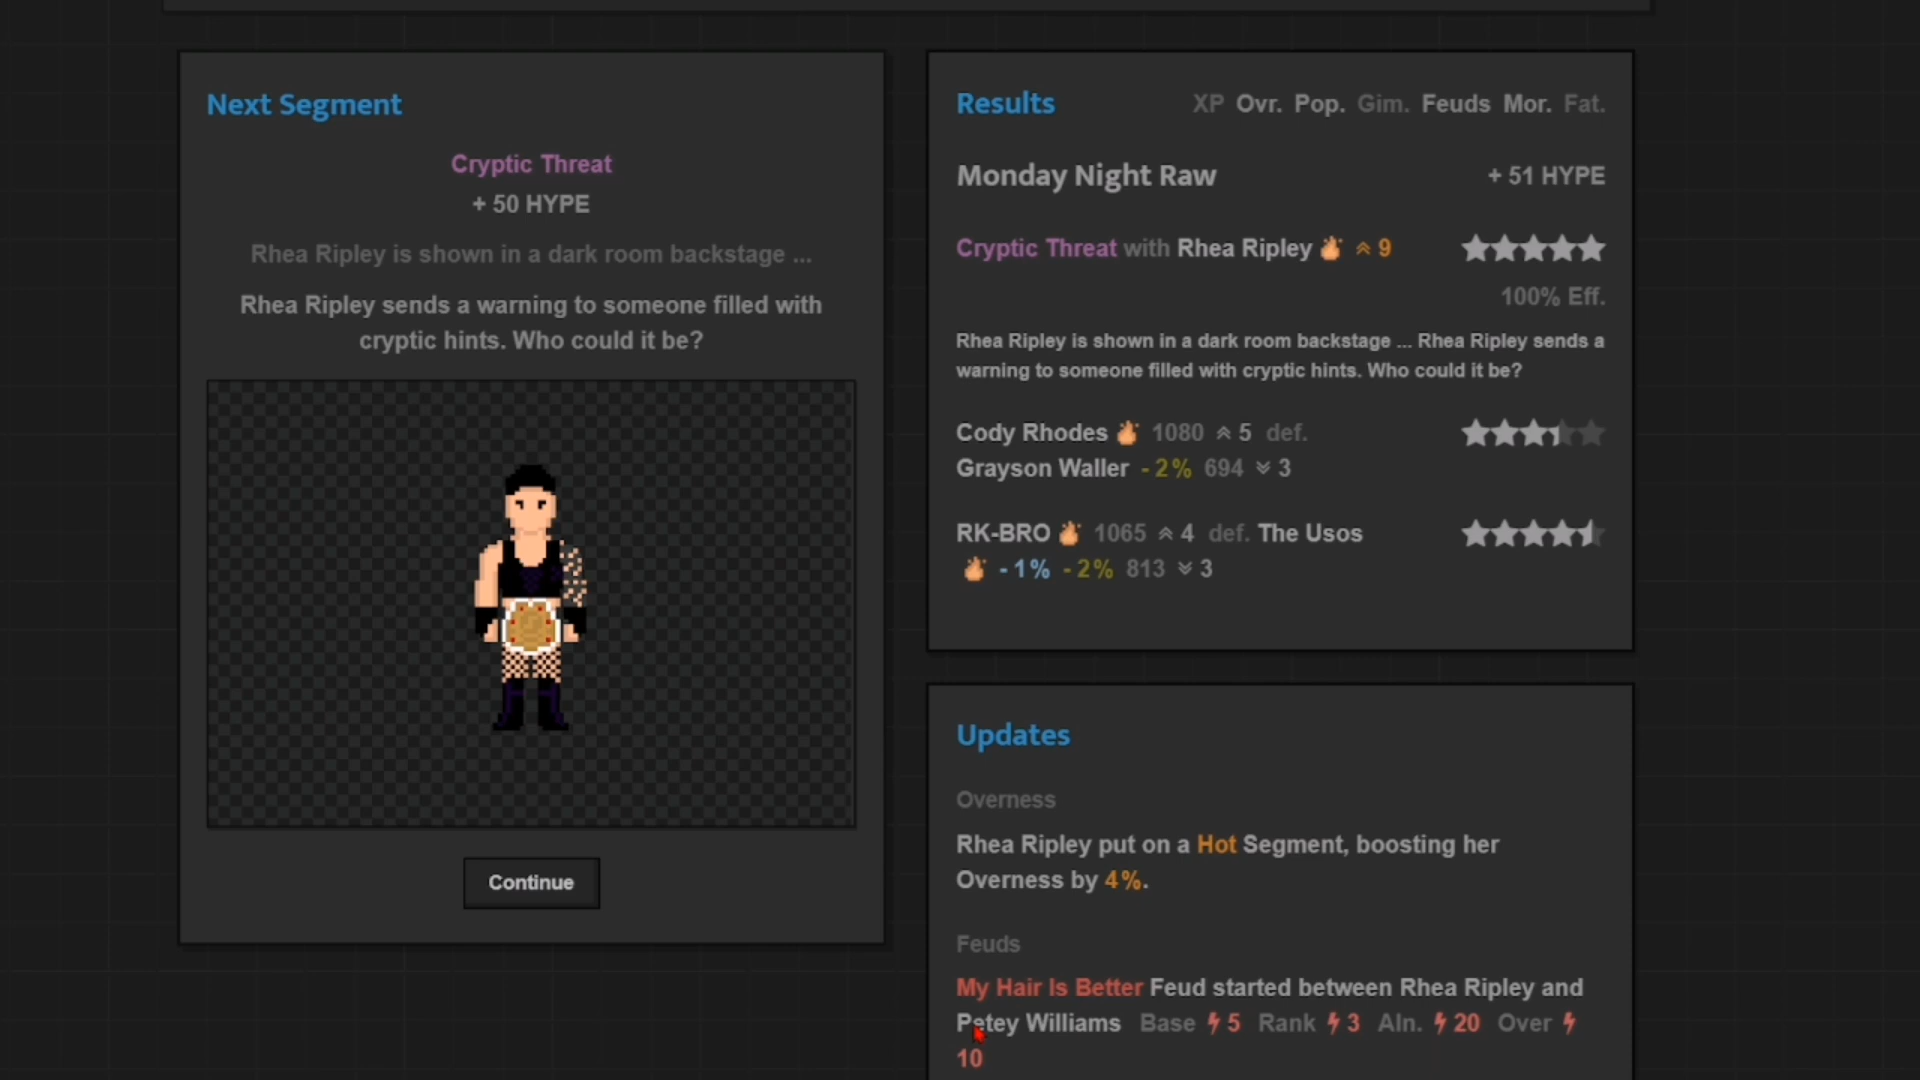 Next Segment
Cryptic Threat
+ 50 HYPE
Rhea Ripley is shown in a dark room backstage ...
Rhea Ripley sends a warning to someone filled with
cryptic hints. Who could it be?
Continue
Results XP Ovr. Pop. Gim. Feuds Mor. Fat.
Monday Night Raw + 51 HYPE
Cryptic Threat with Rhea Ripley 9
100% Eff.
Rhea Ripley is shown in a dark room backstage ... Rhea Ripley sends a
warning to someone filled with cryptic hints. Who could it be?
Cody Rhodes 1080 5 def.
Grayson Waller - 2% 694 3
RK-BRO 1065 4 def. The Usos
- 1% - 2% 813 3
Updates
Overness
Rhea Ripley put on a Hot Segment, boosting her
Overness by 4%.
Feuds
My Hair Is Better Feud started between Rhea Ripley and
Petey Williams Base 5 Rank 3 Aln. 20 Over
10